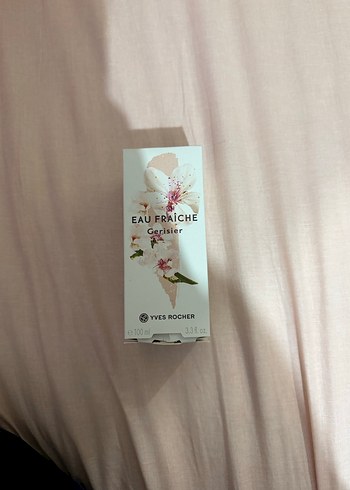 EAU FRAÎCHE
Cerisier
YVES ROCHER
e 100 ml 3.3 fl. oz.